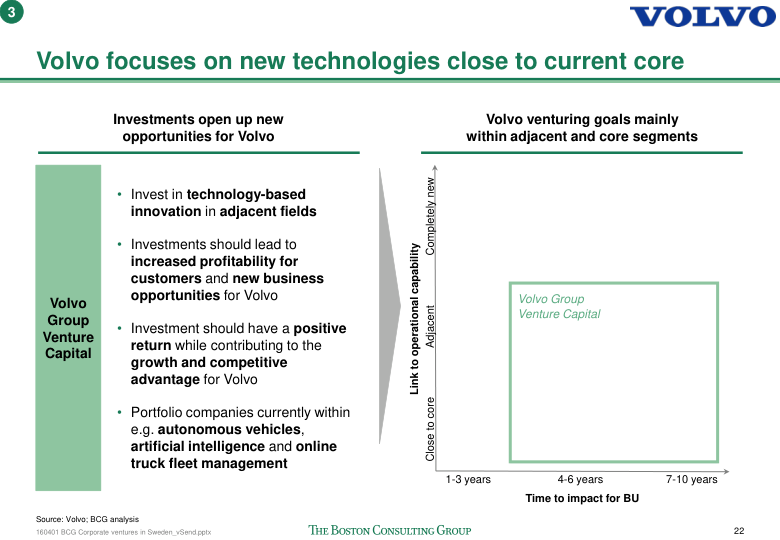 3
VOLVO
Volvo focuses on new technologies close to current core
Investments open up new
opportunities for Volvo
Volvo
Group
Venture
Capital
• Invest in technology-based
innovation in adjacent fields
• Investments should lead to
increased profitability for
customers and new business
opportunities for Volvo
• Investment should have a positive
return while contributing to the
growth and competitive
advantage for Volvo
• Portfolio companies currently within
e.g. autonomous vehicles,
artificial intelligence and online
truck fleet management
Volvo venturing goals mainly
within adjacent and core segments
Link to operational capability
Completely new
Adjacent
Close to core
Volvo Group
Venture Capital
1-3 years
4-6 years
7-10 years
Time to impact for BU
Source: Volvo; BCG analysis
160401 BCG Corporate ventures in Sweden_vSend.pptx
THE BOSTON CONSULTING GROUP
22